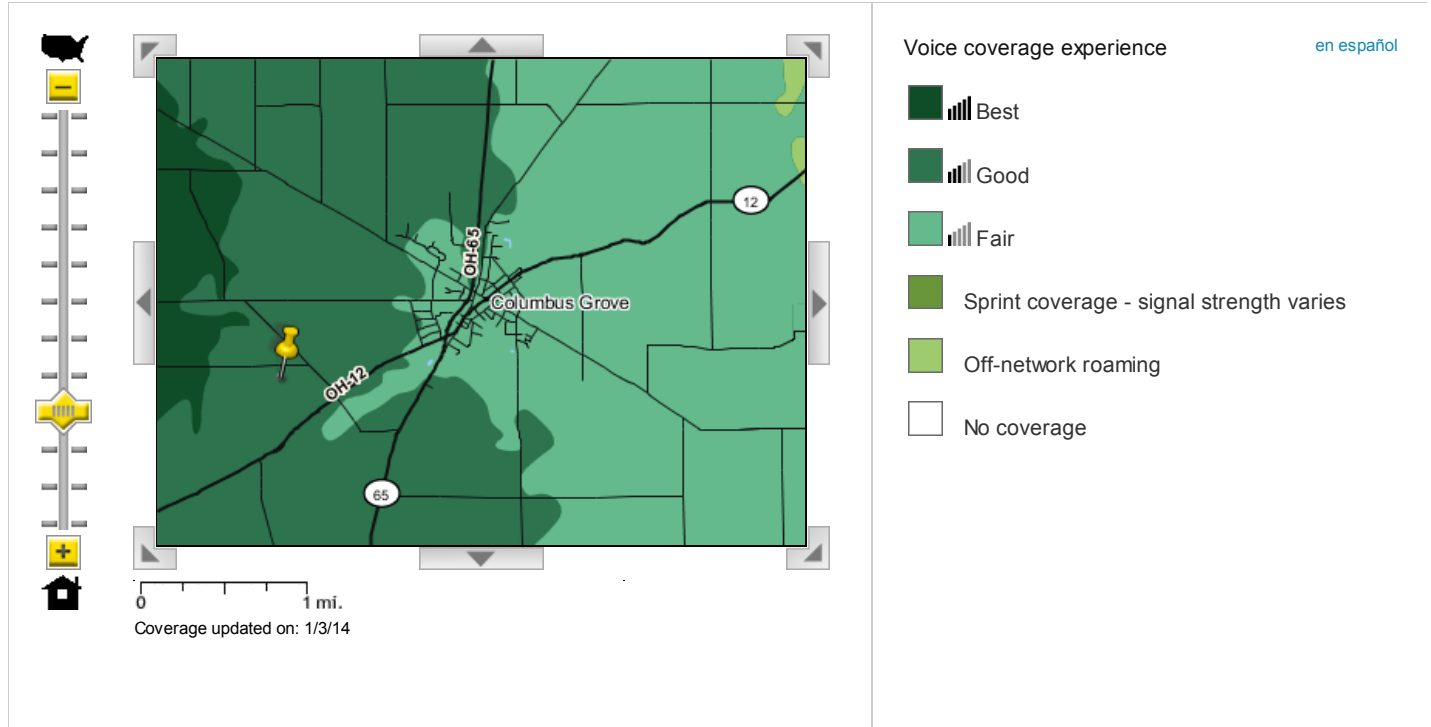 Voice coverage experience
en español
Best
Good
Fair
Sprint coverage - signal strength varies
Off-network roaming
No coverage
12
OH-65
Columbus Grove
OH-12
65
0 1 mi.
Coverage updated on: 1/3/14